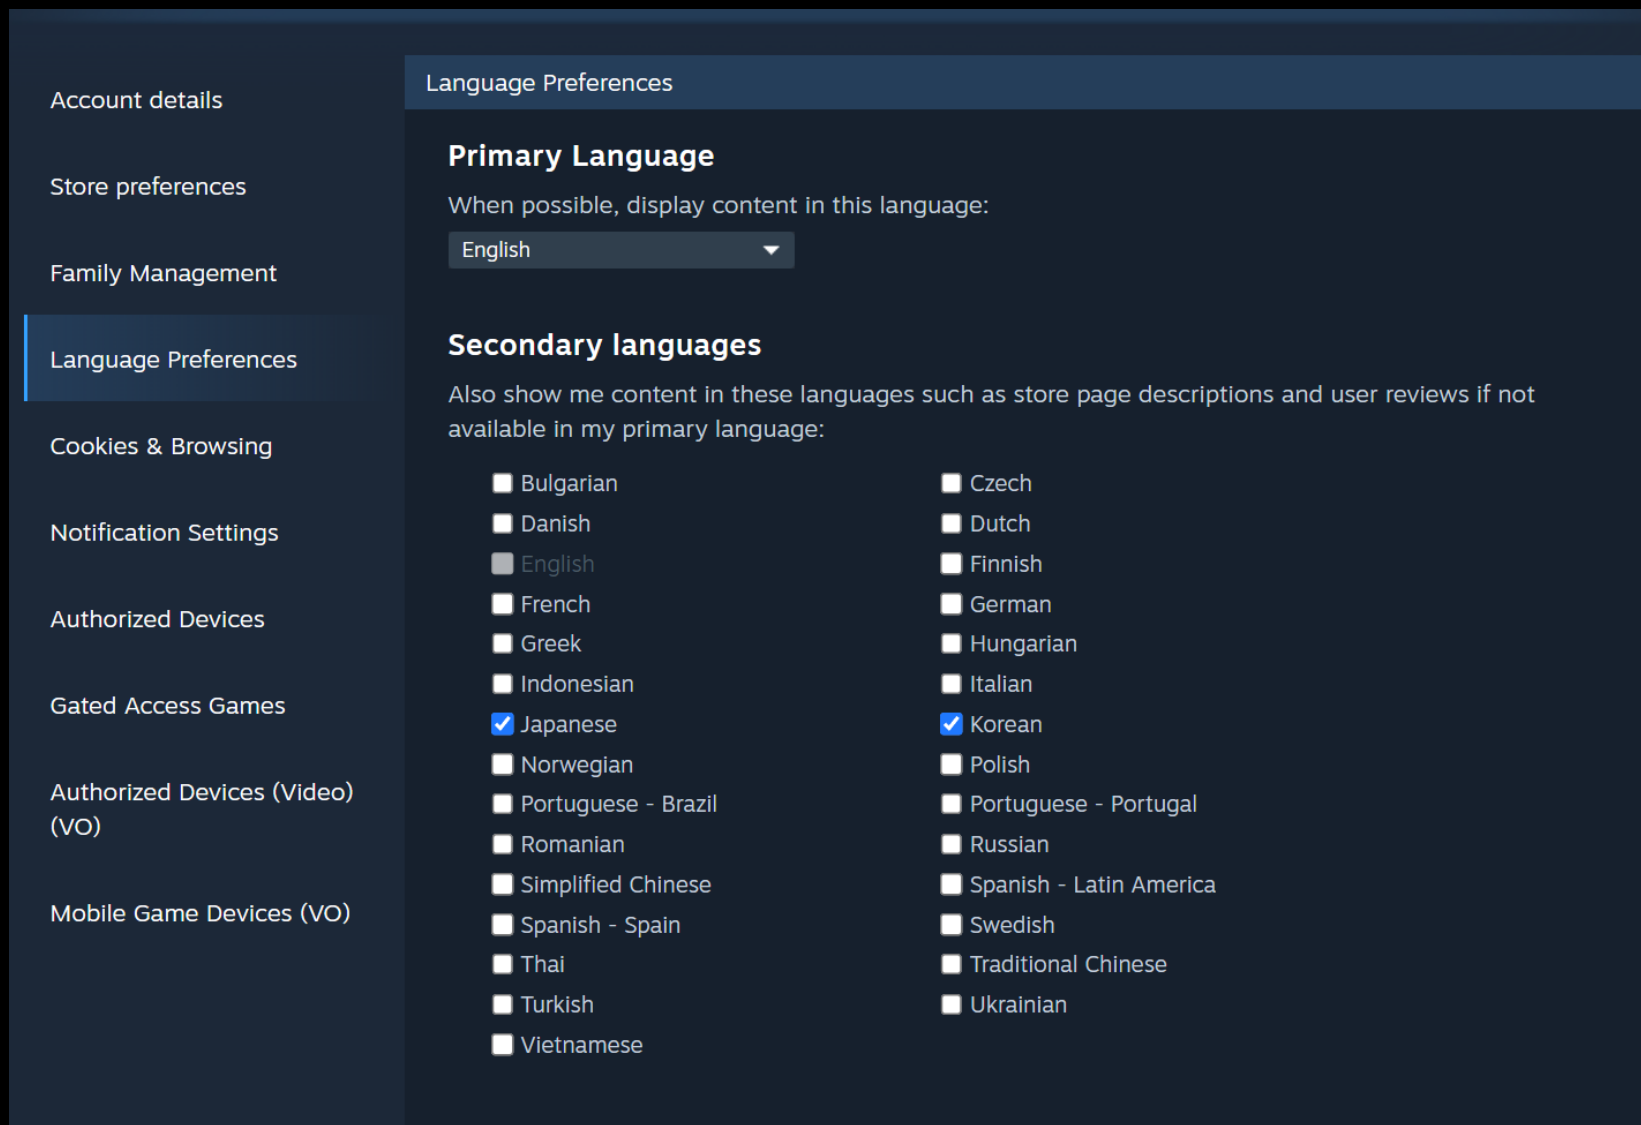 Account details
Store preferences
Family Management
Language Preferences
Cookies & Browsing
Notification Settings
Authorized Devices
Gated Access Games
Authorized Devices (Video)
(VO)
Mobile Game Devices (VO)
Language Preferences
Primary Language
When possible, display content in this language:
English
Secondary languages
Also show me content in these languages such as store page descriptions and user reviews if not
available in my primary language:
Bulgarian Czech
Danish Dutch
English Finnish
French German
Greek Hungarian
Indonesian Italian
Japanese Korean
Norwegian Polish
Portuguese - Brazil Portuguese - Portugal
Romanian Russian
Simplified Chinese Spanish - Latin America
Spanish - Spain Swedish
Thai Traditional Chinese
Turkish Ukrainian
Vietnamese